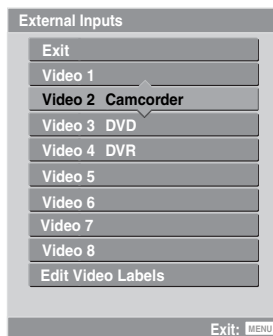 External Inputs
Exit
Video 1
Video 2 Camcorder
Video 3 DVD
Video 4 DVR
Video 5
Video 6
Video 7
Video 8
Edit Video Labels
Exit: MENU